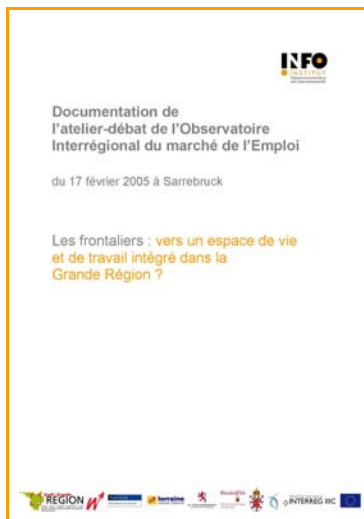 INFO
INSTITUT
Documentation de
l'atelier-débat de l'Observatoire
Interrégional du marché de l'Emploi
du 17 février 2005 à Sarrebruck
Les frontaliers : vers un espace de vie
et de travail intégré dans la
Grande Région ?
REGION
lorraine
INTERREG IIIC